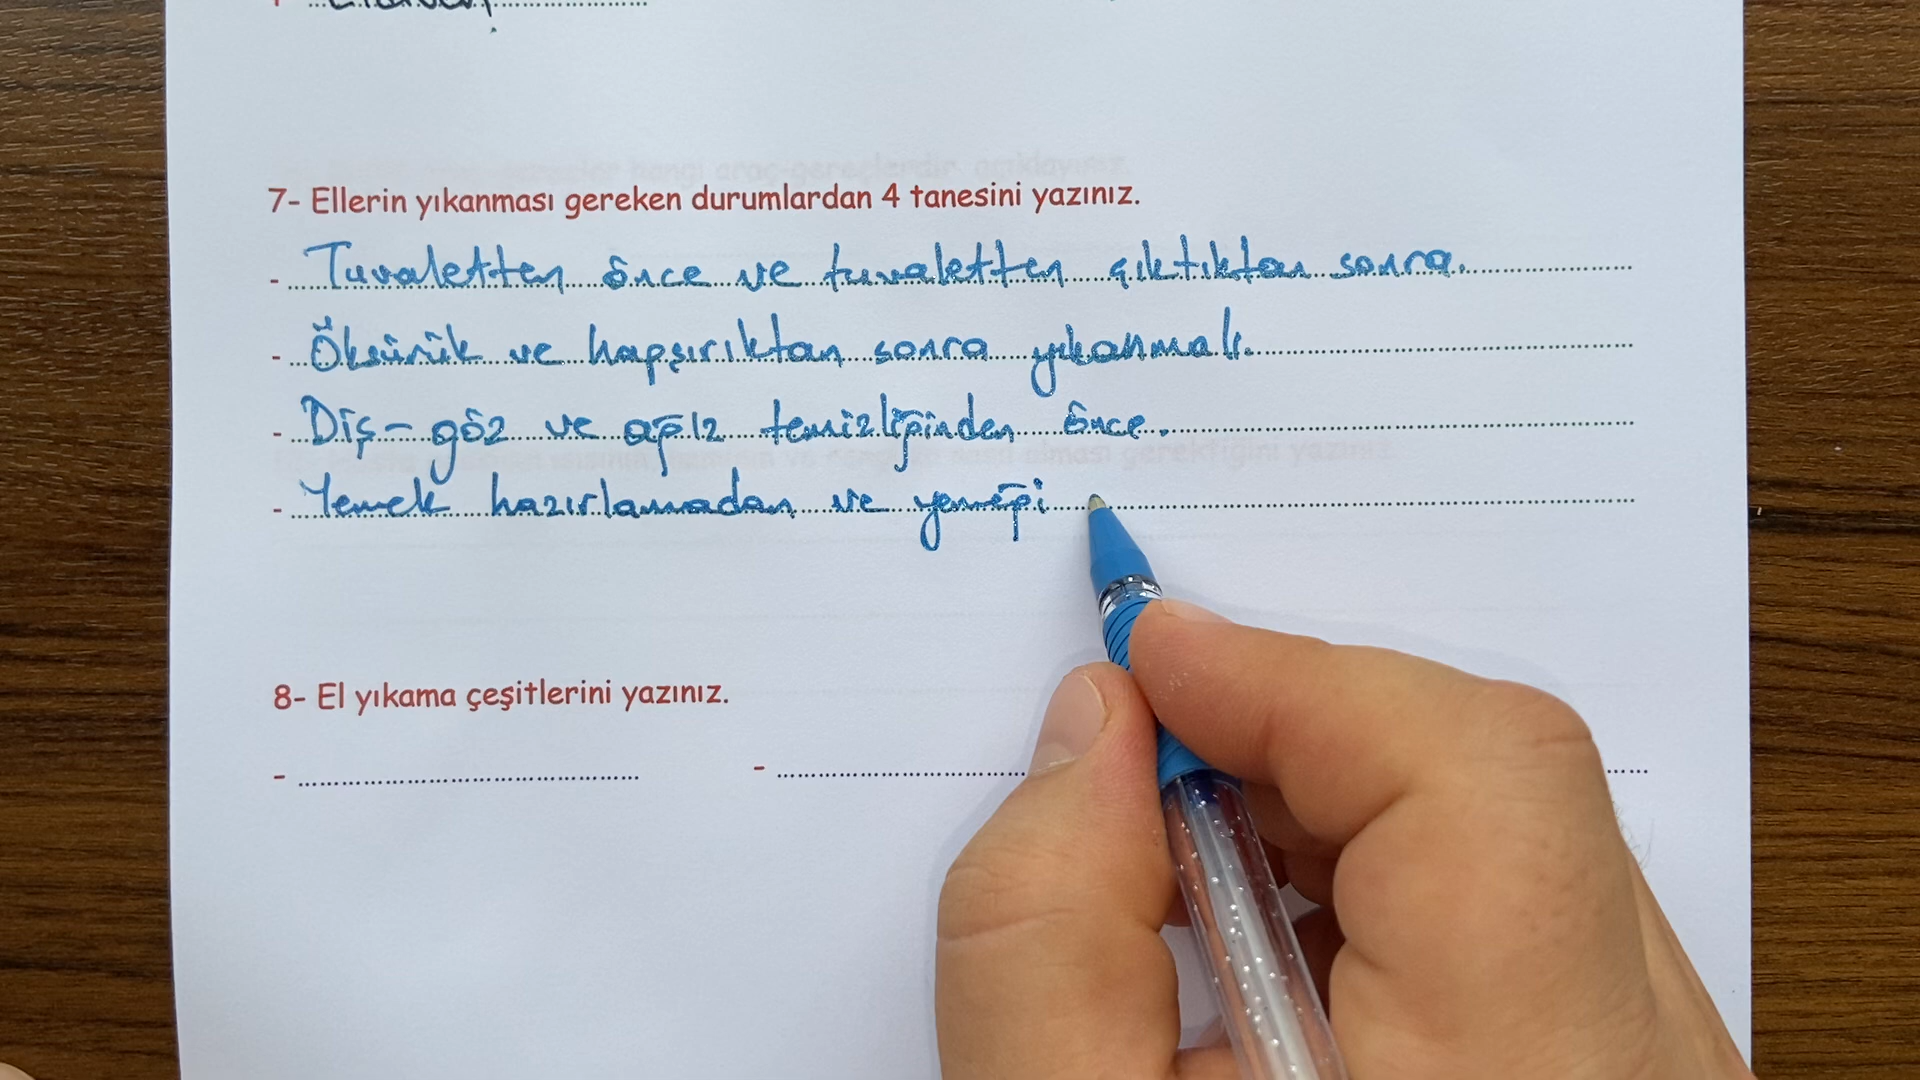 7- Ellerin yıkanması gereken durumlardan 4 tanesini yazınız.
- Tuvaletten önce ve tuvaletten çıktıktan sonra.
- Öksürük ve hapşırıktan sonra yıkanmalı.
- Diş-göz ve ağız temizliğinden önce.
- Yemek hazırlamadan ve yemeği
8- El yıkama çeşitlerini yazınız.